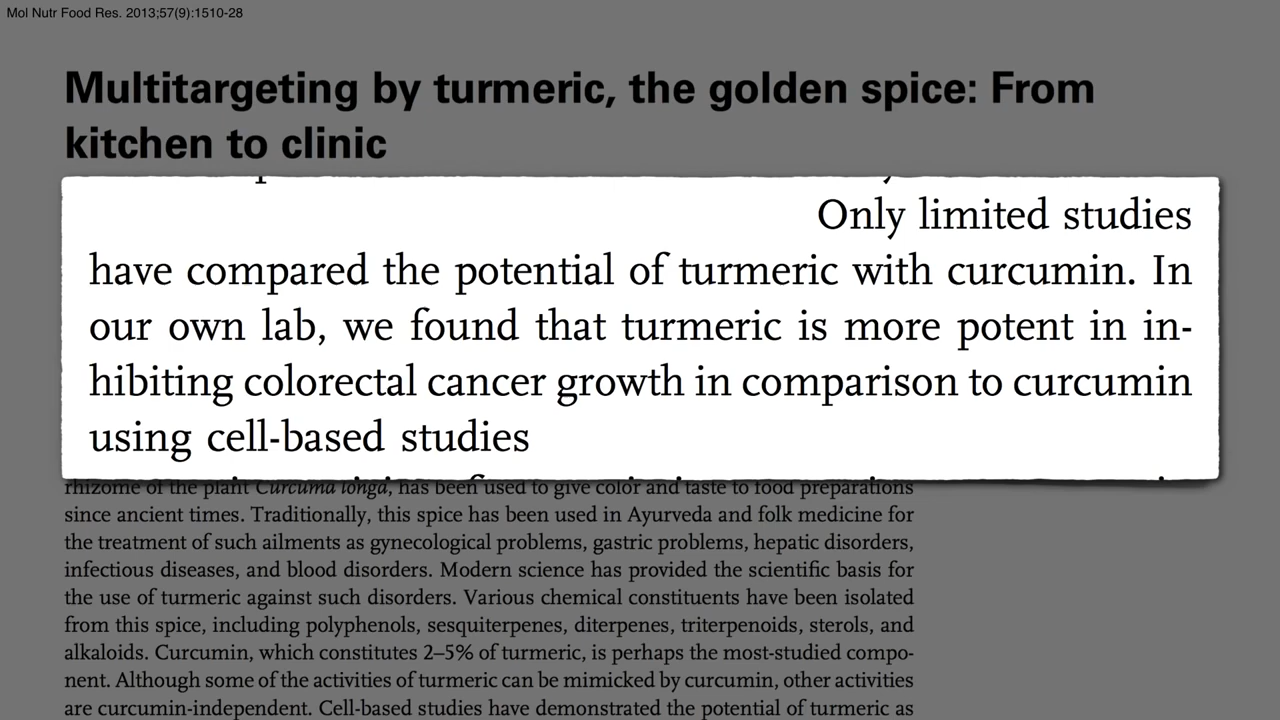 Mol Nutr Food Res. 2013;57(9):1510-28
Multitargeting by turmeric, the golden spice: From
kitchen to clinic
Only limited studies
have compared the potential of turmeric with curcumin. In
our own lab, we found that turmeric is more potent in in-
hibiting colorectal cancer growth in comparison to curcumin
using cell-based studies
rhizome of the plant Curcuma longa, has been used to give color and taste to food preparations
since ancient times. Traditionally, this spice has been used in Ayurveda and folk medicine for
the treatment of such ailments as gynecological problems, gastric problems, hepatic disorders,
infectious diseases, and blood disorders. Modern science has provided the scientific basis for
the use of turmeric against such disorders. Various chemical constituents have been isolated
from this spice, including polyphenols, sesquiterpenes, diterpenes, triterpenoids, sterols, and
alkaloids. Curcumin, which constitutes 2–5% of turmeric, is perhaps the most-studied compo-
nent. Although some of the activities of turmeric can be mimicked by curcumin, other activities
are curcumin-independent. Cell-based studies have demonstrated the potential of turmeric as